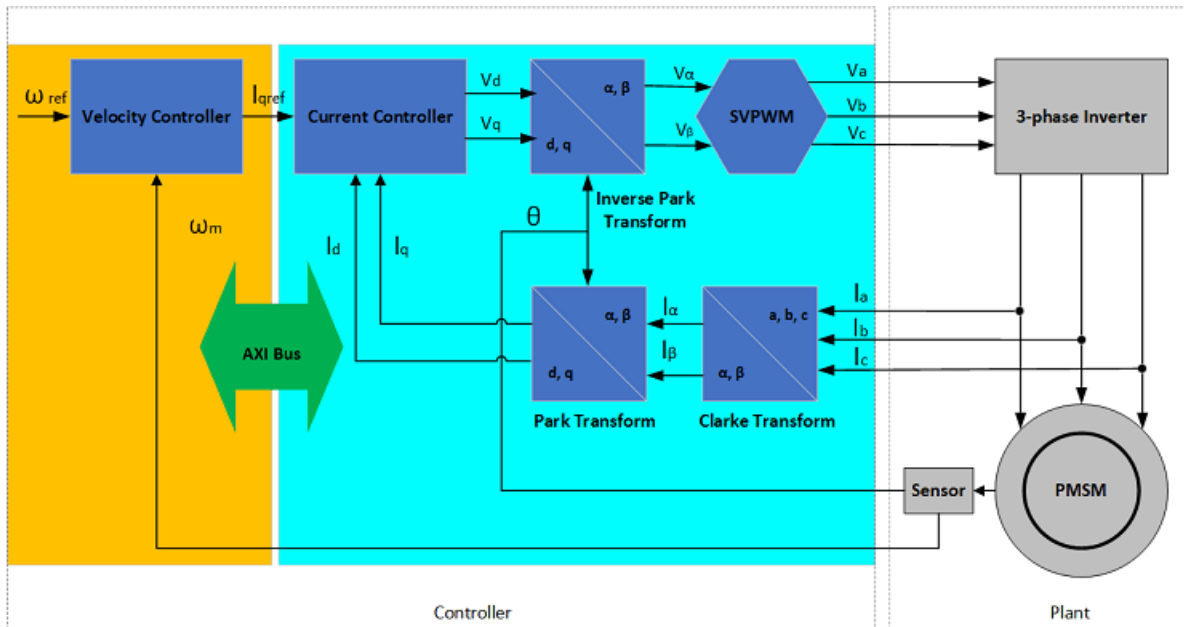 ω ref
Velocity Controller
Iqref
Current Controller
Vd
Vq
α, β
d, q
Vα
Vβ
SVPWM
Va
Vb
Vc
3-phase Inverter
Inverse Park
Transform
θ
ωm
Id
Iq
AXI Bus
α, β
d, q
Park Transform
Iα
Iβ
a, b, c
α, β
Clarke Transform
Ia
Ib
Ic
Sensor
PMSM
Controller
Plant